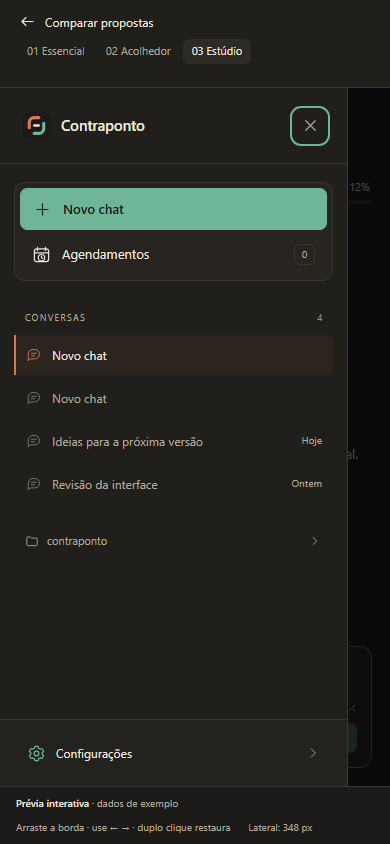 ← Comparar propostas
01 Essencial 02 Acolhedor 03 Estúdio
Contraponto
12%
Novo chat
Agendamentos 0
CONVERSAS 4
Novo chat
Novo chat
Ideias para a próxima versão Hoje
al.
Revisão da interface Ontem
contraponto
Configurações
Prévia interativa · dados de exemplo
Arraste a borda · use ← → · duplo clique restaura Lateral: 348 px